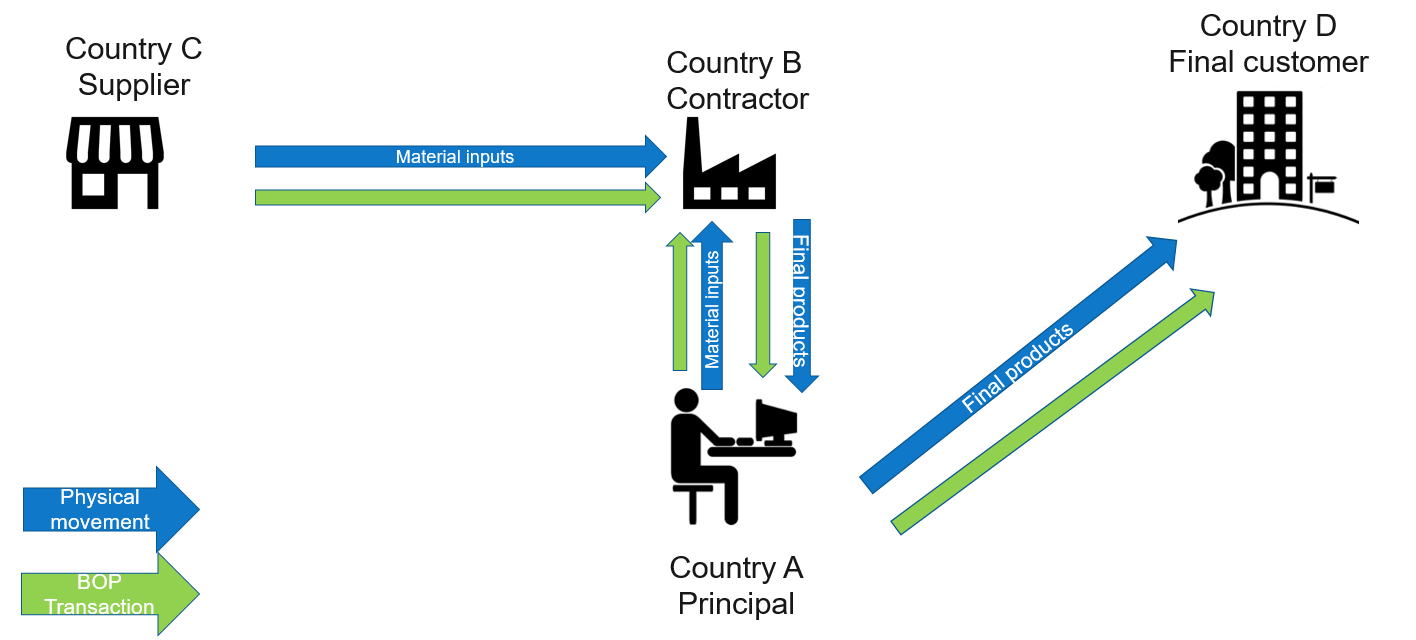 Country C
Supplier
Country B
Contractor
Country D
Final customer
Material inputs
Material inputs
Final products
Final products
Physical
movement
BOP
Transaction
Country A
Principal